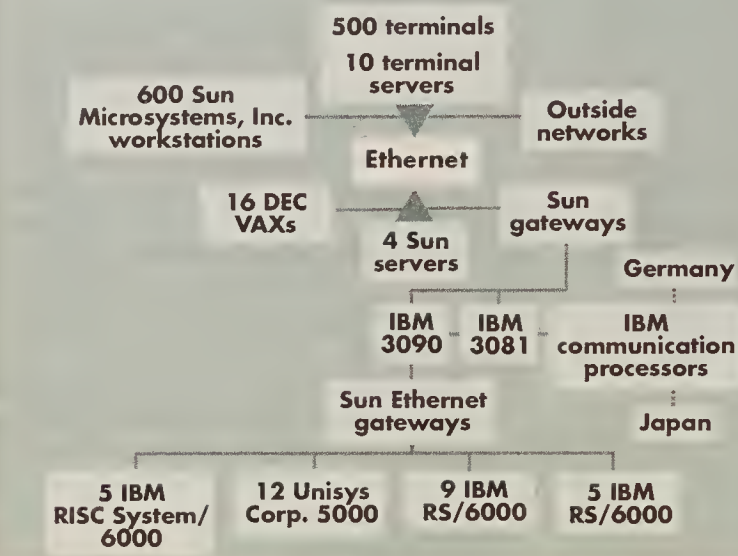 500 terminals
10 terminal
servers
600 Sun
Microsystems, Inc.
workstations
Outside
networks
Ethernet
16 DEC
VAXs
4 Sun
servers
Sun
gateways
Germany
IBM
3090
IBM
3081
IBM
communication
processors
Japan
Sun Ethernet
gateways
5 IBM
RISC System/
6000
12 Unisys
Corp. 5000
9 IBM
RS/6000
5 IBM
RS/6000